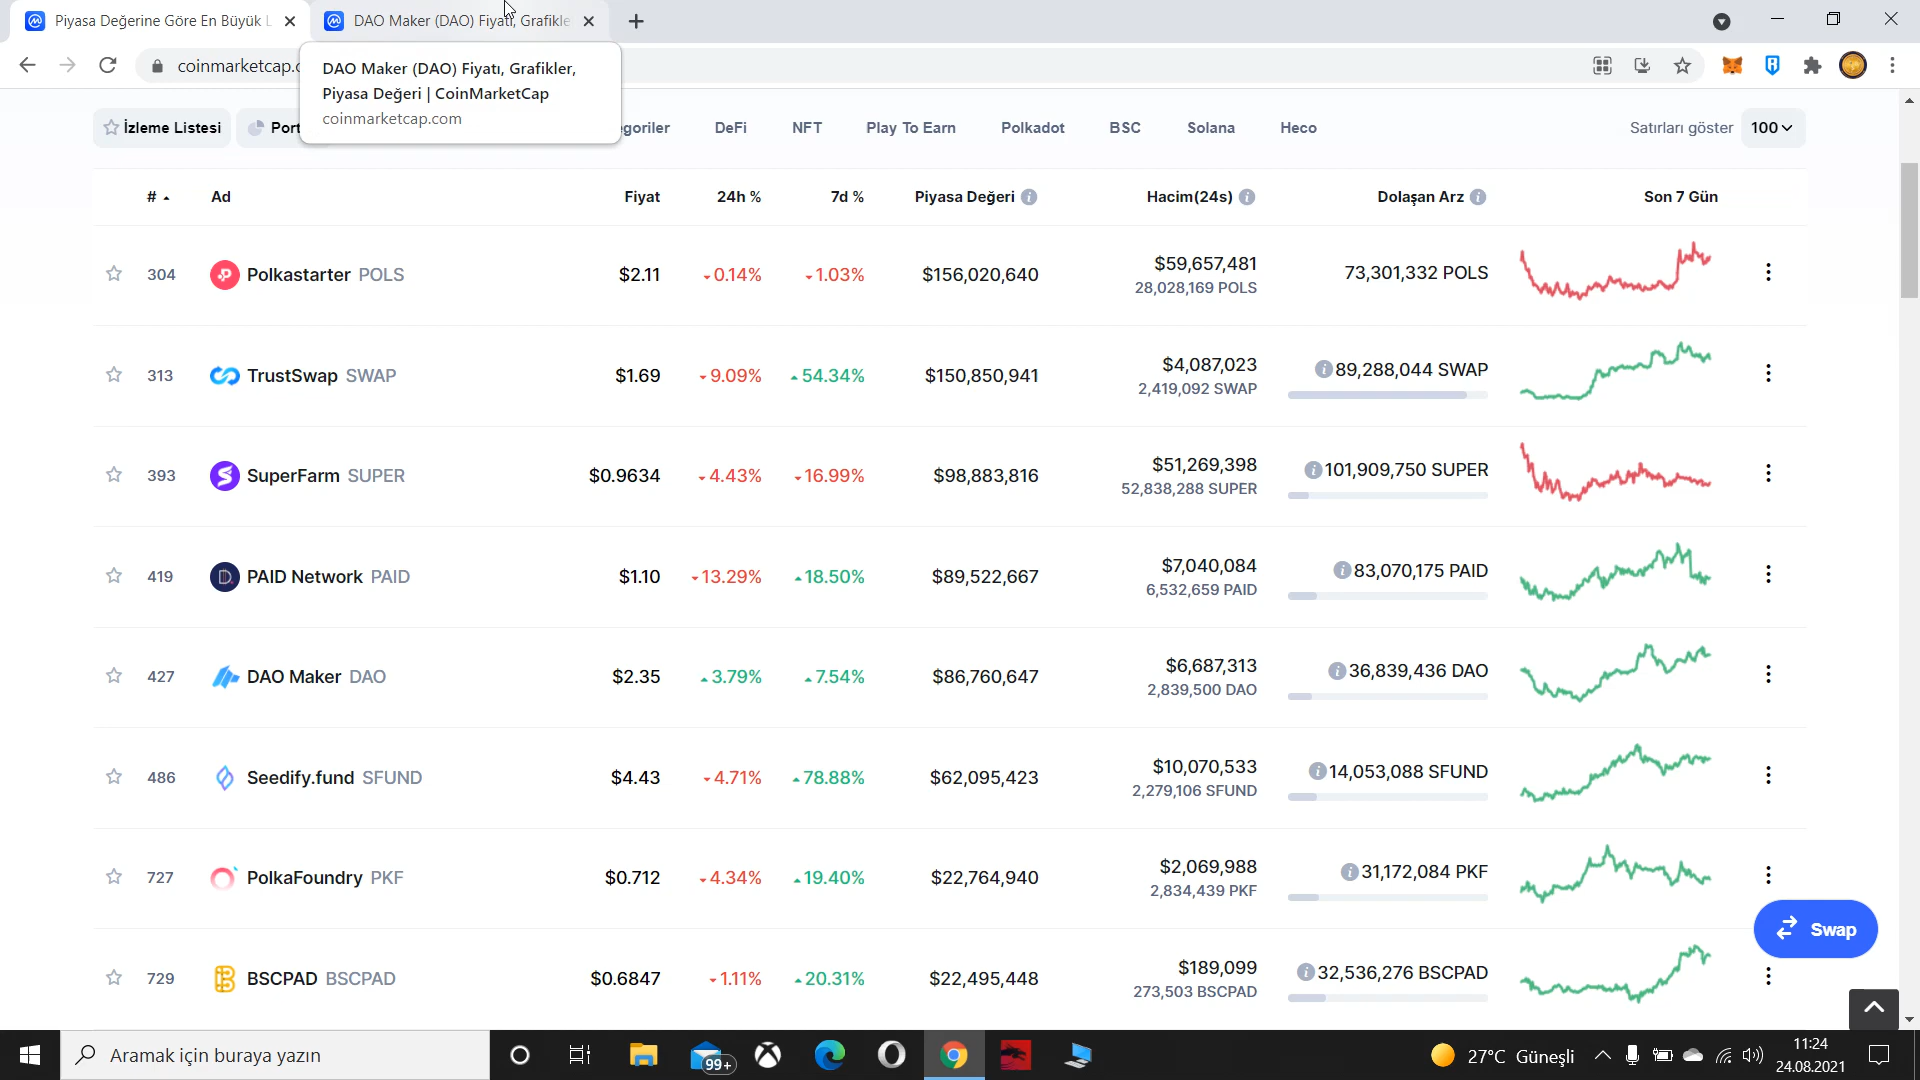 Piyasa Değerine Göre En Büyük L
DAO Maker (DAO) Fiyatı, Grafikle
coinmarketcap.c
DAO Maker (DAO) Fiyatı, Grafikler,
Piyasa Değeri | CoinMarketCap
coinmarketcap.com
İzleme Listesi
Port
egoriler
DeFi
NFT
Play To Earn
Polkadot
BSC
Solana
Heco
Satırları göster
100
# Ad Fiyat 24h % 7d % Piyasa Değeri Hacim(24s) Dolaşan Arz Son 7 Gün
304 Polkastarter POLS $2.11 0.14% 1.03% $156,020,640 $59,657,481 73,301,332 POLS
28,028,169 POLS
313 TrustSwap SWAP $1.69 9.09% 54.34% $150,850,941 $4,087,023 89,288,044 SWAP
2,419,092 SWAP
393 SuperFarm SUPER $0.9634 4.43% 16.99% $98,883,816 $51,269,398 101,909,750 SUPER
52,838,288 SUPER
419 PAID Network PAID $1.10 13.29% 18.50% $89,522,667 $7,040,084 83,070,175 PAID
6,532,659 PAID
427 DAO Maker DAO $2.35 3.79% 7.54% $86,760,647 $6,687,313 36,839,436 DAO
2,839,500 DAO
486 Seedify.fund SFUND $4.43 4.71% 78.88% $62,095,423 $10,070,533 14,053,088 SFUND
2,279,106 SFUND
727 PolkaFoundry PKF $0.712 4.34% 19.40% $22,764,940 $2,069,988 31,172,084 PKF
2,834,439 PKF
729 BSCPAD BSCPAD $0.6847 1.11% 20.31% $22,495,448 $189,099 32,536,276 BSCPAD
273,503 BSCPAD
Swap
Aramak için buraya yazın
99+
27°C Güneşli
11:24
24.08.2021